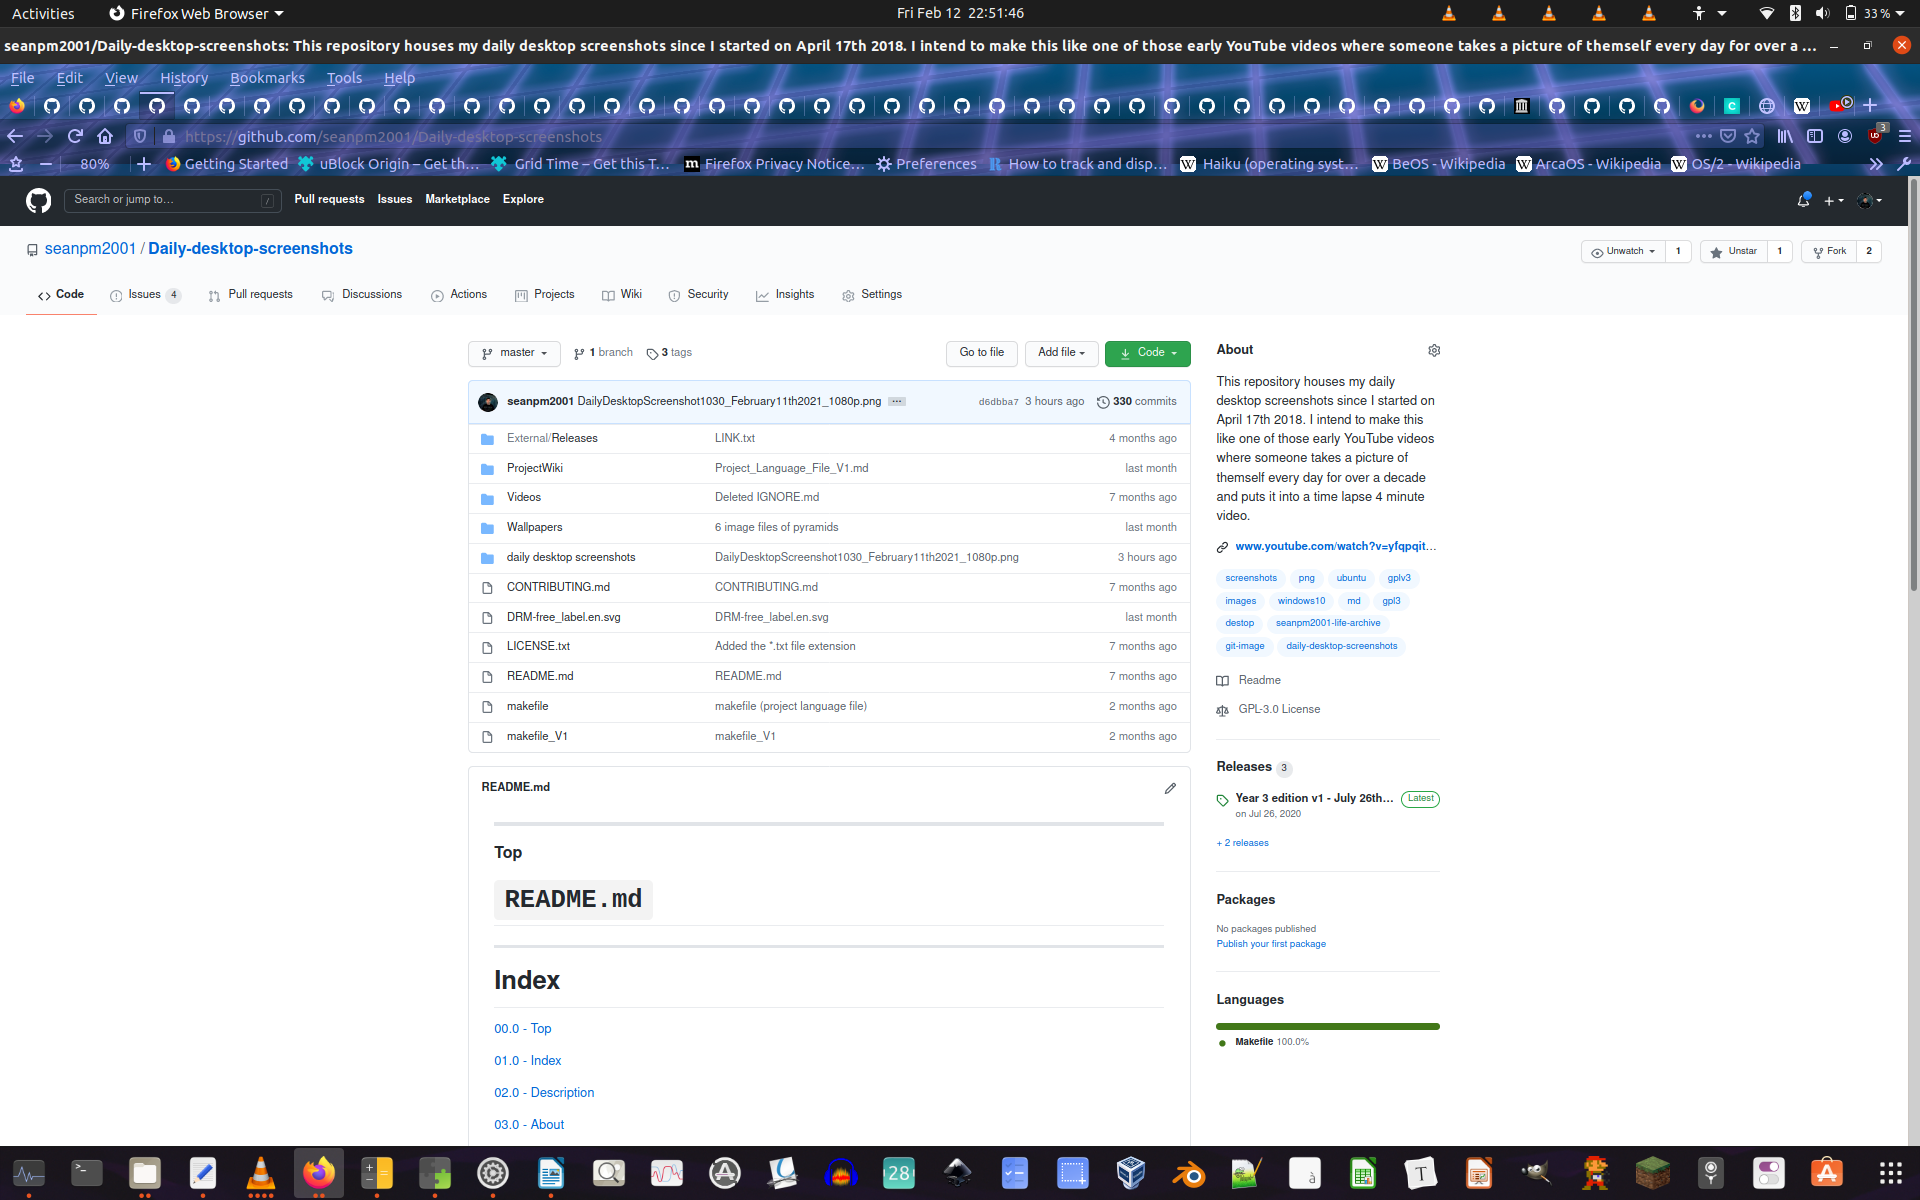 Activities Firefox Web Browser Fri Feb 12 22:51:46 33 %
seanpm2001/Daily-desktop-screenshots: This repository houses my daily desktop screenshots since I started on April 17th 2018. I intend to make this like one of those early YouTube videos where someone takes a picture of themself every day for over a ...
File Edit View History Bookmarks Tools Help
https://github.com/seanpm2001/Daily-desktop-screenshots 3
80% Getting Started uBlock Origin – Get th… Grid Time – Get this T… Firefox Privacy Notice… Preferences How to track and disp… Haiku (operating syst… BeOS - Wikipedia ArcaOS - Wikipedia OS/2 - Wikipedia
Search or jump to… / Pull requests Issues Marketplace Explore
seanpm2001 / Daily-desktop-screenshots Unwatch 1 Unstar 1 Fork 2
Code Issues 4 Pull requests Discussions Actions Projects Wiki Security Insights Settings
master 1 branch 3 tags Go to file Add file Code
seanpm2001 DailyDesktopScreenshot1030_February11th2021_1080p.png d6dbba7 3 hours ago 330 commits
External/Releases LINK.txt 4 months ago
ProjectWiki Project_Language_File_V1.md last month
Videos Deleted IGNORE.md 7 months ago
Wallpapers 6 image files of pyramids last month
daily desktop screenshots DailyDesktopScreenshot1030_February11th2021_1080p.png 3 hours ago
CONTRIBUTING.md CONTRIBUTING.md 7 months ago
DRM-free_label.en.svg DRM-free_label.en.svg last month
LICENSE.txt Added the *.txt file extension 7 months ago
README.md README.md 7 months ago
makefile makefile (project language file) 2 months ago
makefile_V1 makefile_V1 2 months ago
README.md
Top
README.md
Index
00.0 - Top
01.0 - Index
02.0 - Description
03.0 - About
About
This repository houses my daily
desktop screenshots since I started on
April 17th 2018. I intend to make this
like one of those early YouTube videos
where someone takes a picture of
themself every day for over a decade
and puts it into a time lapse 4 minute
video.
www.youtube.com/watch?v=yfqpqit…
screenshots png ubuntu gplv3
images windows10 md gpl3
destop seanpm2001-life-archive
git-image daily-desktop-screenshots
Readme
GPL-3.0 License
Releases 3
Year 3 edition v1 - July 26th… Latest
on Jul 26, 2020
+ 2 releases
Packages
No packages published
Publish your first package
Languages
Makefile 100.0%
28